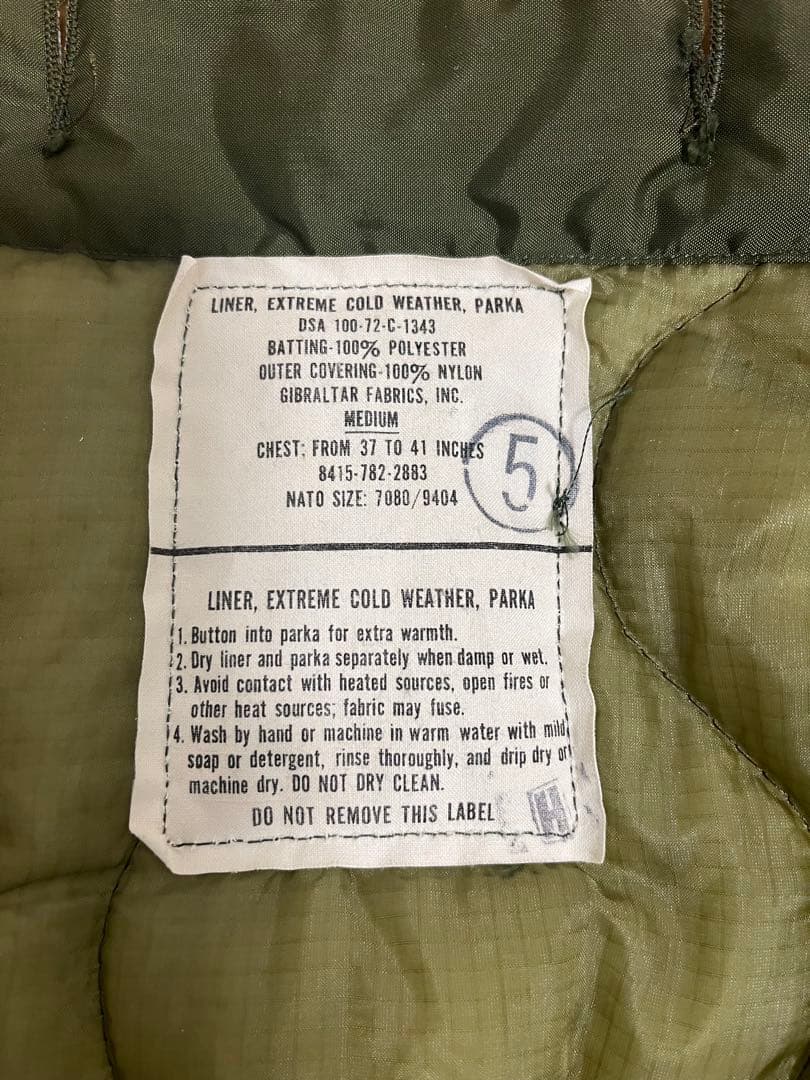 LINER, EXTREME COLD WEATHER, PARKA
DSA 100-72-C-1343
BATTING-100% POLYESTER
OUTER COVERING-100% NYLON
GIBRALTAR FABRICS, INC.
MEDIUM
CHEST: FROM 37 TO 41 INCHES
8415-782-2883
NATO SIZE: 7080/9404
5
LINER, EXTREME COLD WEATHER, PARKA
1. Button into parka for extra warmth.
2. Dry liner and parka separately when damp or wet.
3. Avoid contact with heated sources, open fires or
other heat sources; fabric may fuse.
4. Wash by hand or machine in warm water with mild
soap or detergent, rinse thoroughly, and drip dry or
machine dry. DO NOT DRY CLEAN.
DO NOT REMOVE THIS LABEL
H